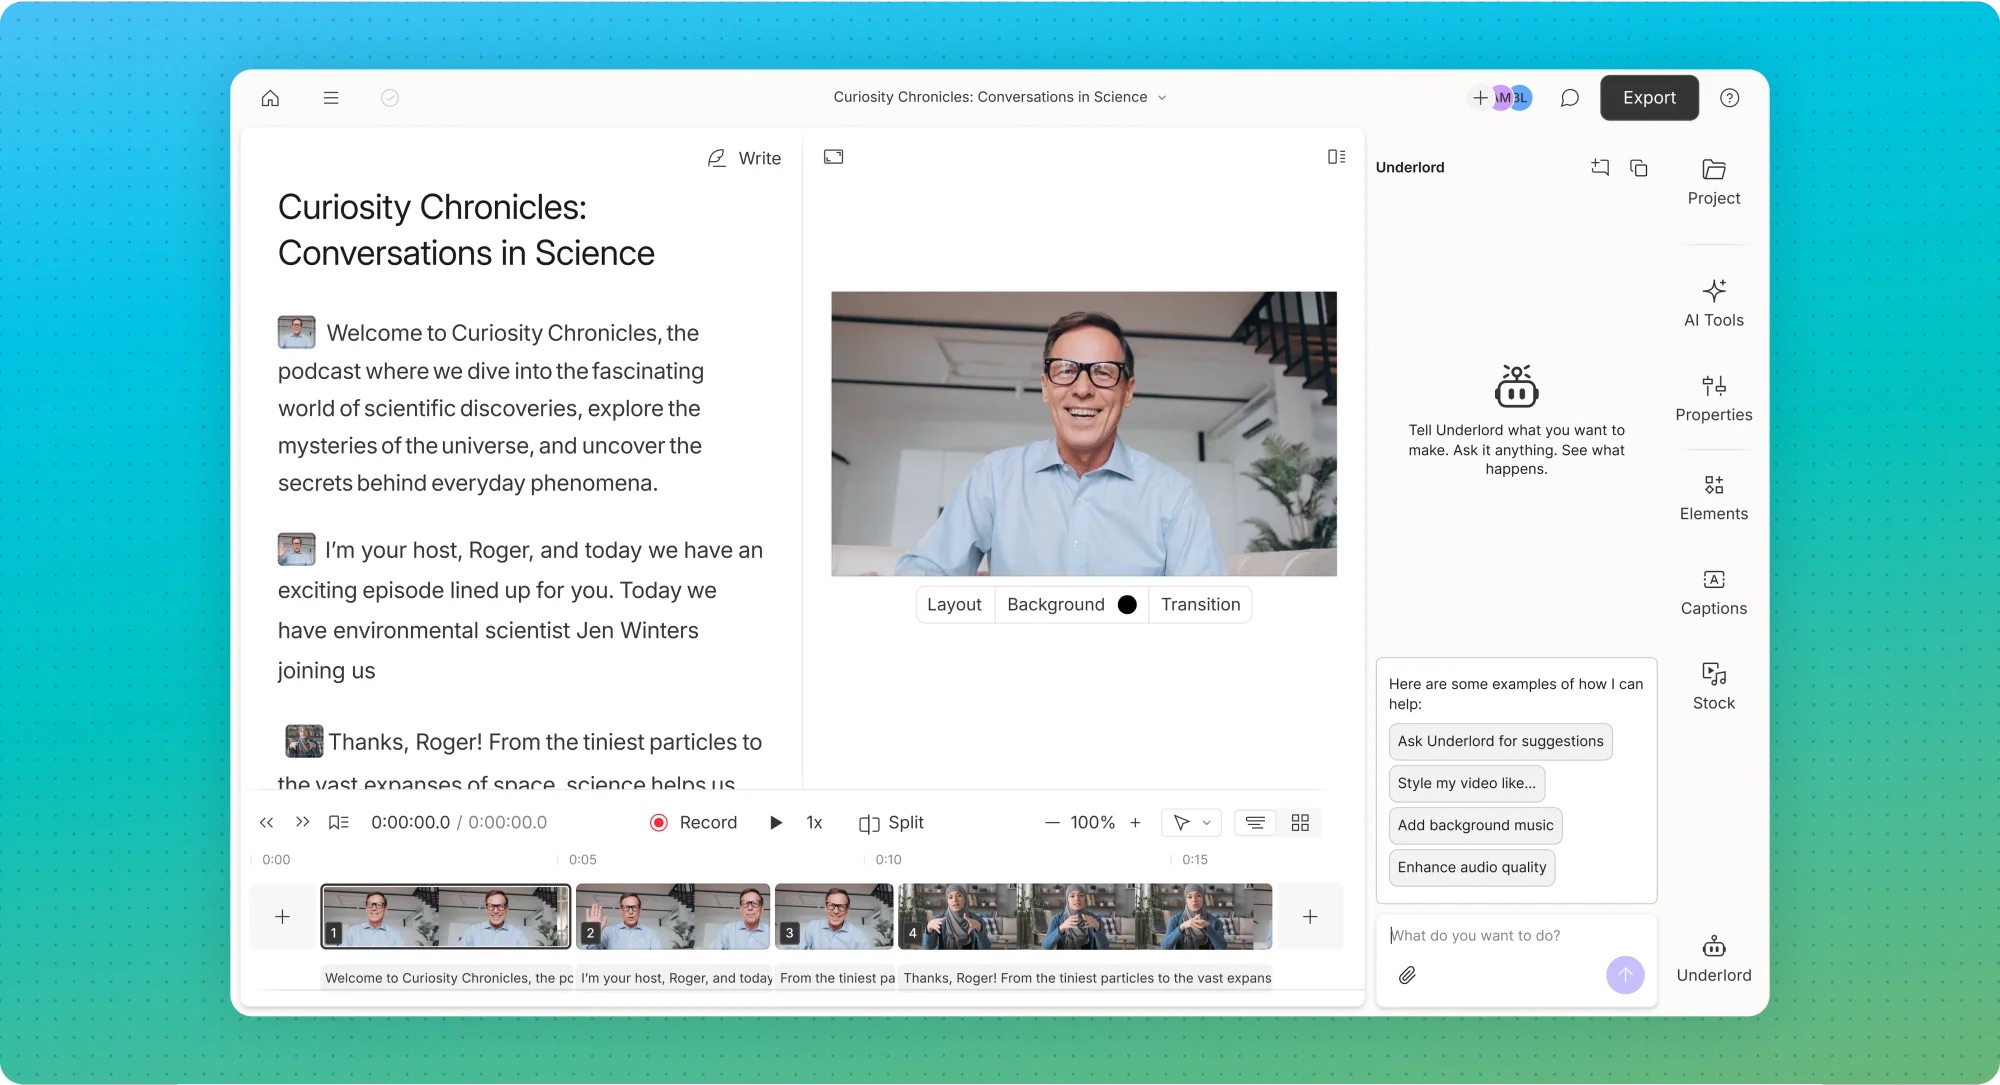 Curiosity Chronicles: Conversations in Science
BL
Export
Write
Curiosity Chronicles:
Conversations in Science
Welcome to Curiosity Chronicles, the
podcast where we dive into the fascinating
world of scientific discoveries, explore the
mysteries of the universe, and uncover the
secrets behind everyday phenomena.
I'm your host, Roger, and today we have an
exciting episode lined up for you. Today we
have environmental scientist Jen Winters
joining us
Thanks, Roger! From the tiniest particles to
the vast expanses of space, science helps us
Layout
Background
Transition
Underlord
Tell Underlord what you want to
make. Ask it anything. See what
happens.
Here are some examples of how I can
help:
Ask Underlord for suggestions
Style my video like...
Add background music
Enhance audio quality
What do you want to do?
Project
AI Tools
Properties
Elements
A
Captions
Stock
Underlord
0:00:00.0 / 0:00:00.0
Record
1x
Split
100%
0:00
0:05
0:10
0:15
1
2
3
4
Welcome to Curiosity Chronicles, the po
I'm your host, Roger, and today
From the tiniest pa
Thanks, Roger! From the tiniest particles to the vast expans